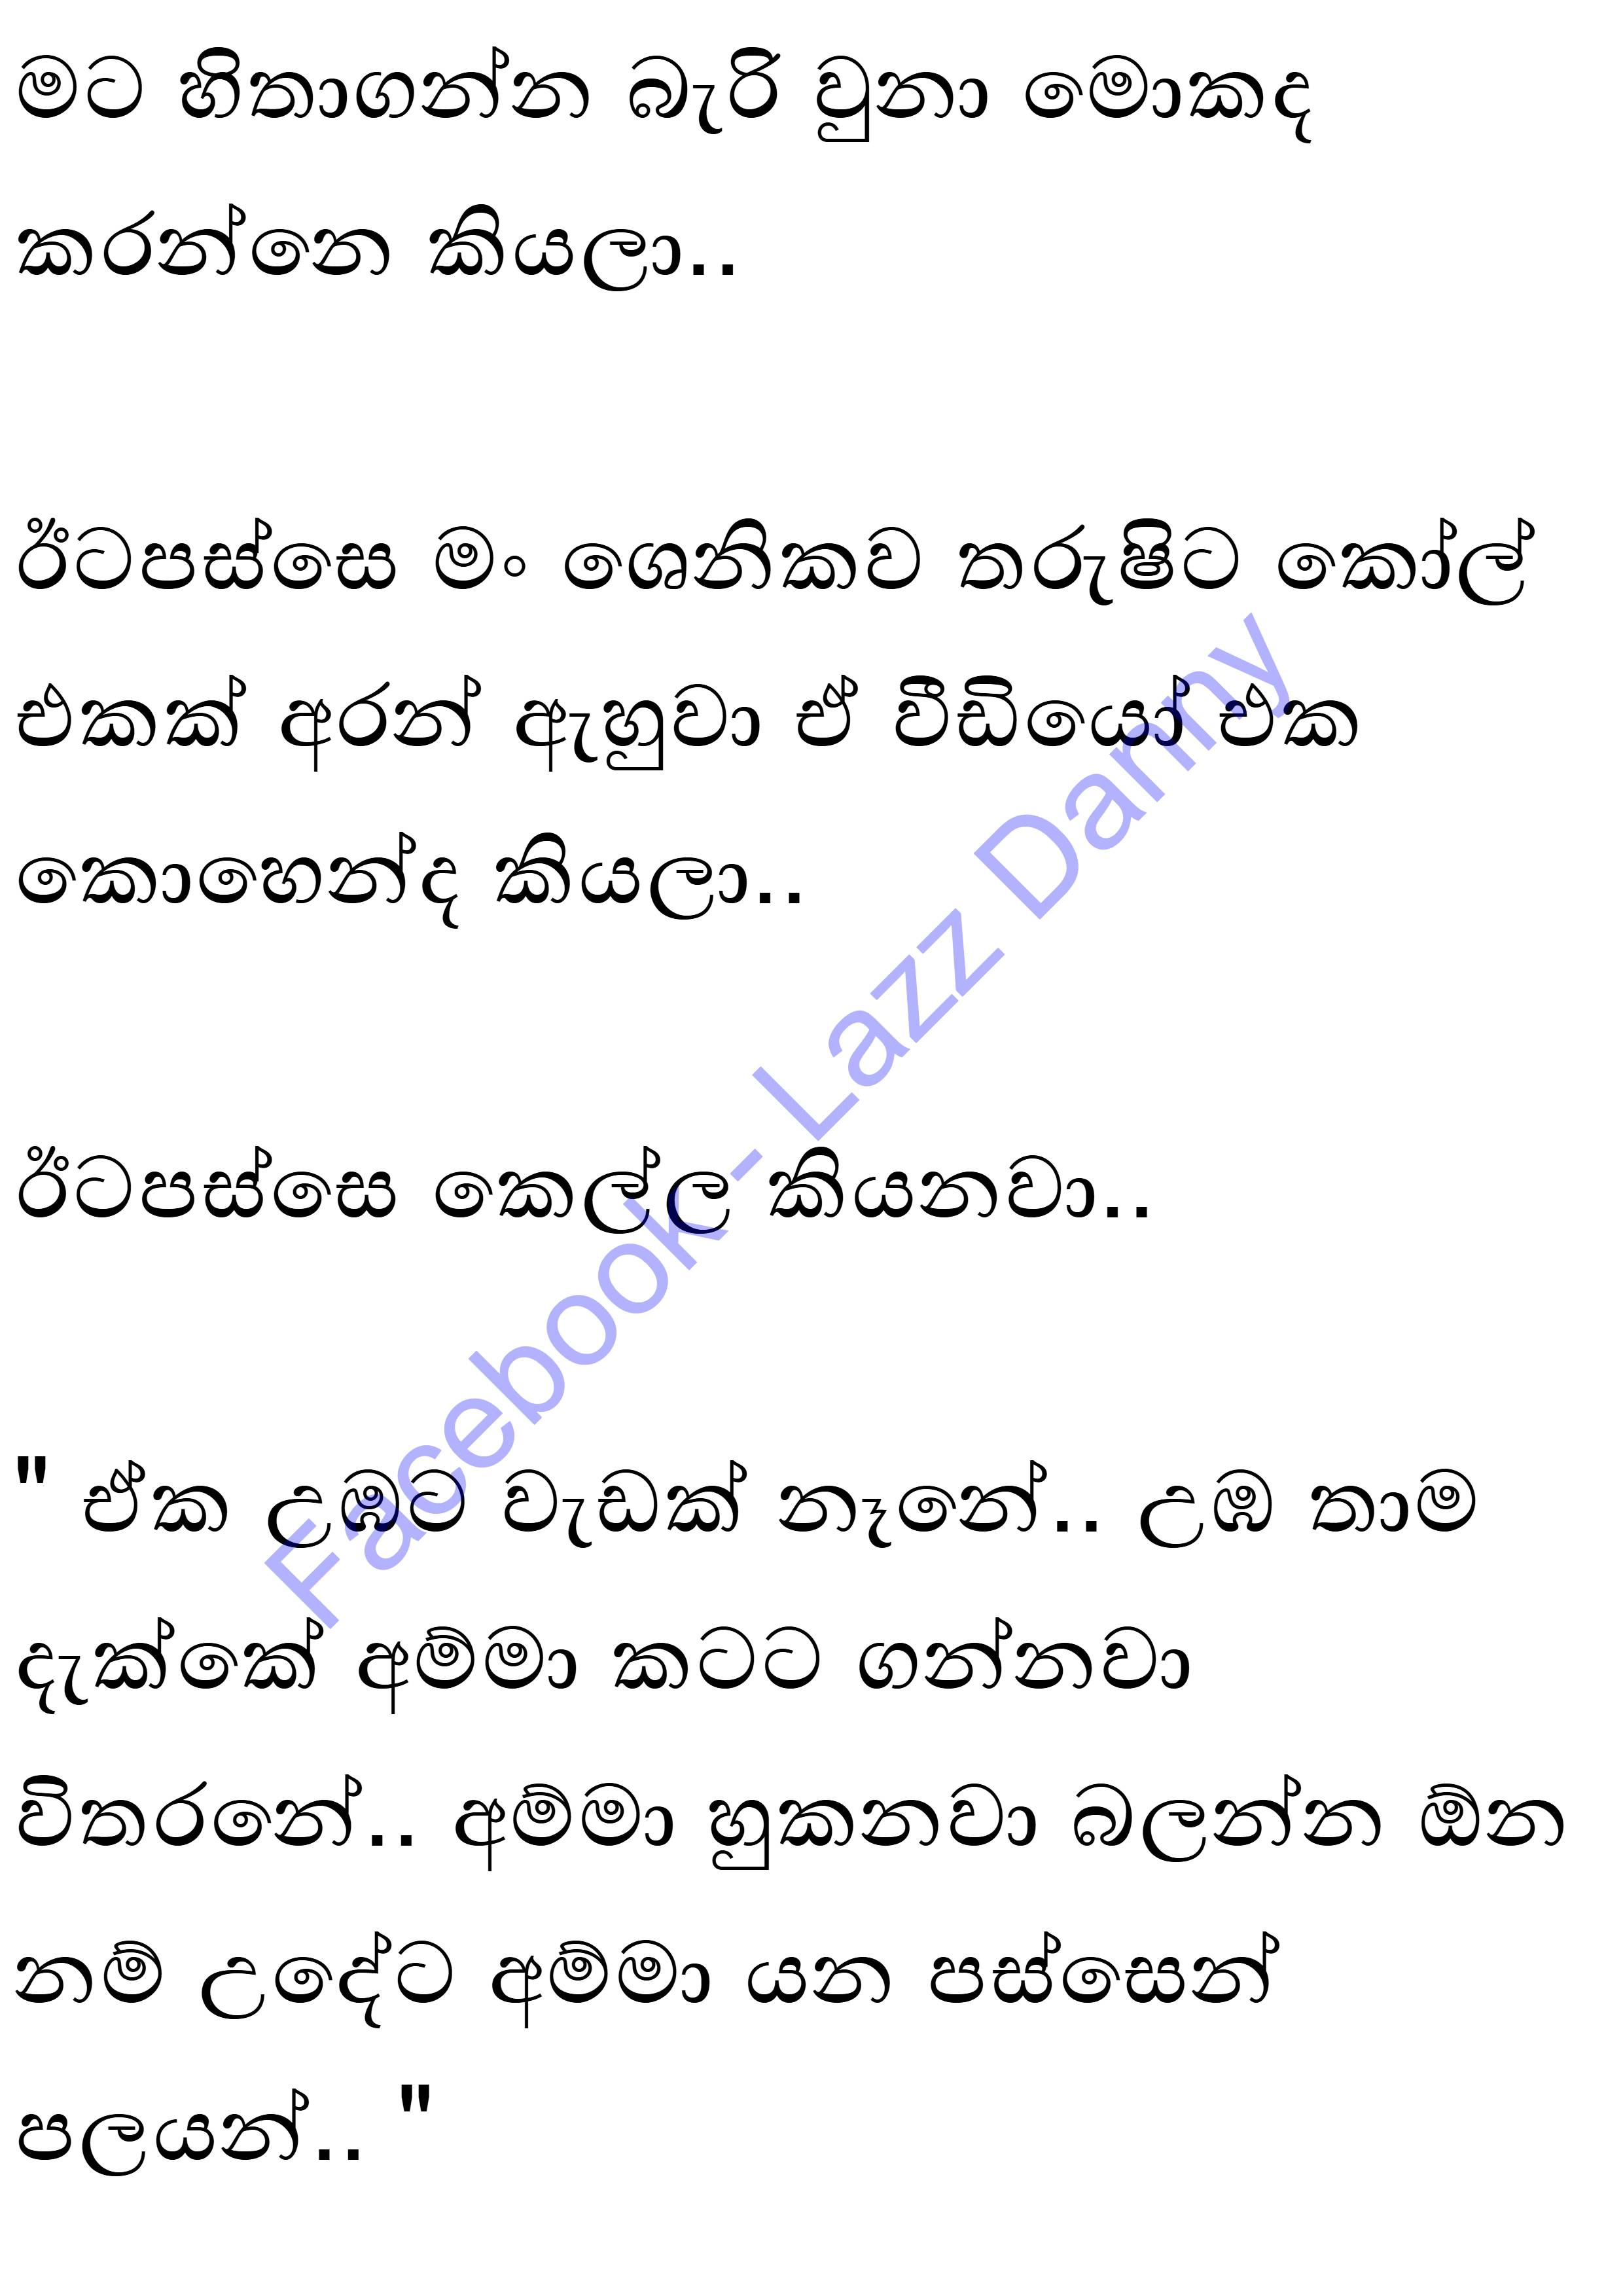 මට හිතාගන්න බැරි වුනා මොකද
කරන්නෙ කියලා..
ඊටපස්සෙ මං ශෙනිකව තරුෂිට කෝල්
එකක් අරන් ඇහුවා ඒ වීඩියෝ එක
කොහෙන්ද කියලා..
ඊටපස්සෙ කෙල්ල කියනවා..
" ඒක උඹට වැඩක් නෑනේ.. උඹ තාම
දැක්කේ අම්මා කටට ගන්නවා
විතරනේ.. අම්මා හුකනවා බලන්න ඕන
නම් උදේට අම්මා යන පස්සෙන්
පලයන්.. "
Facebook- Lazz Danny